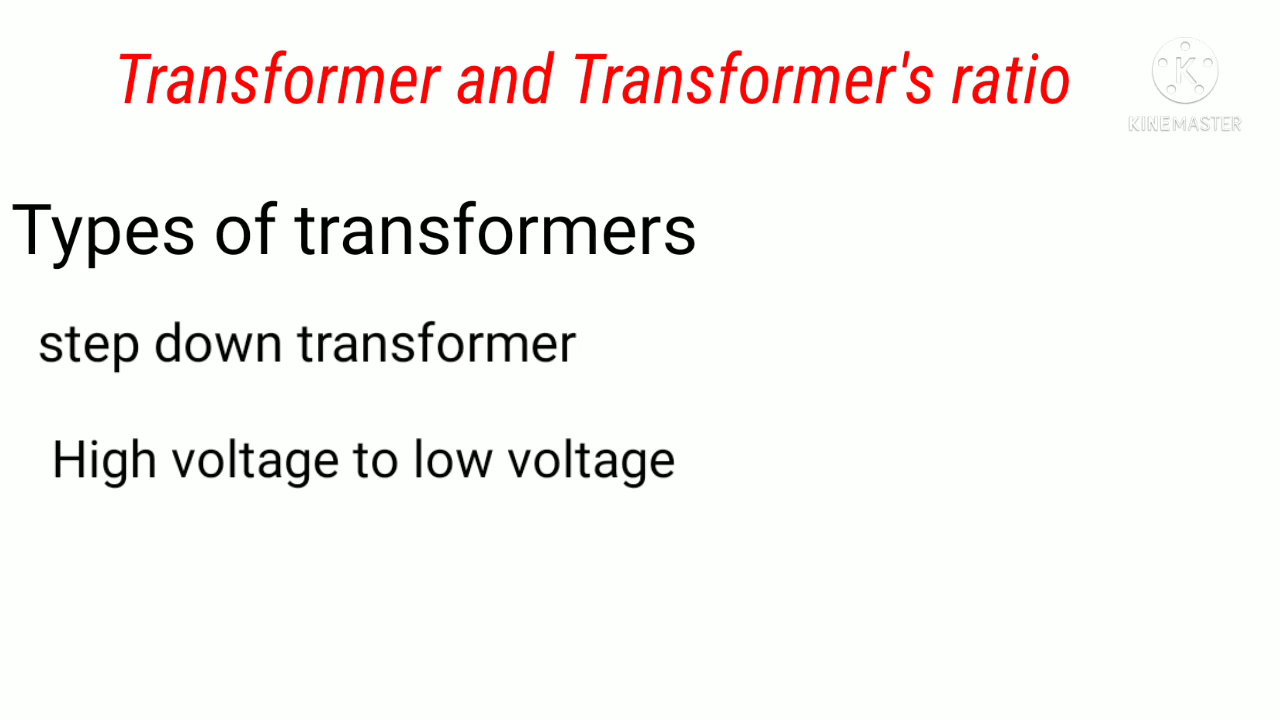 Transformer and Transformer's ratio
K
KINEMASTER
Types of transformers
step down transformer
High voltage to low voltage